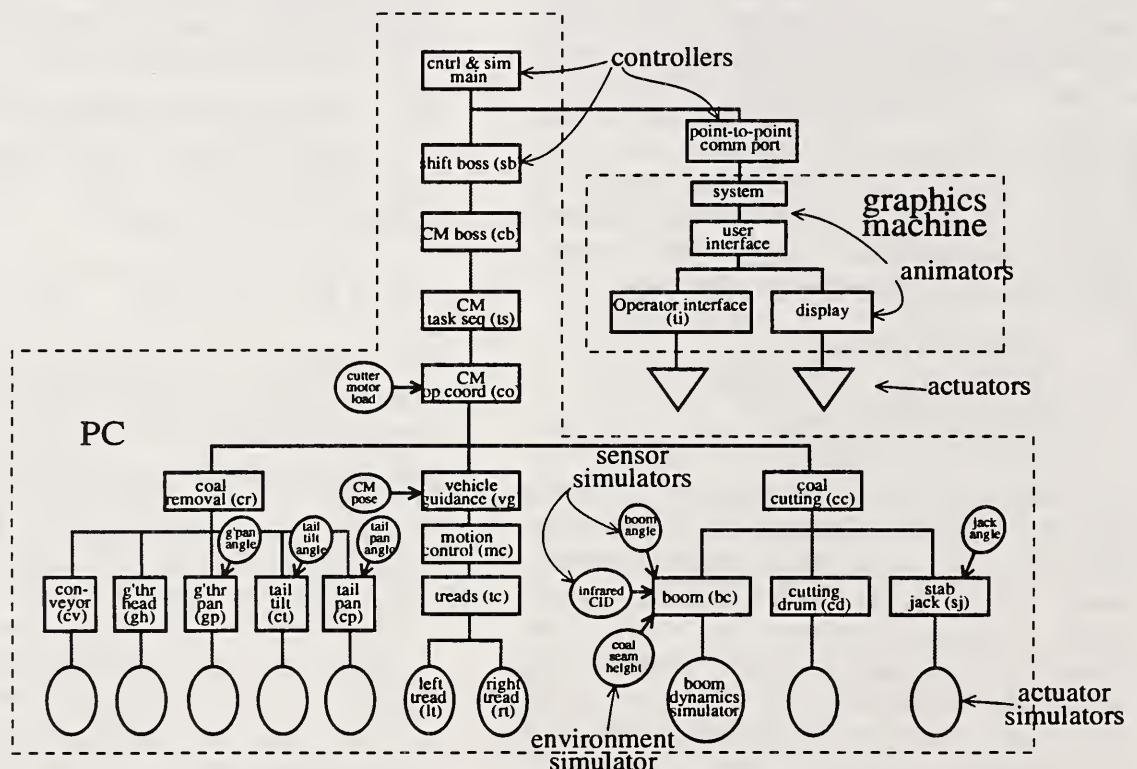 cntrl & sim
main
controllers
point-to-point
comm port
shift boss (sb
system
graphics
machine
user
interface
CM boss (cb
animators
CM
task seq (ts)
Operator interface
(ti)
display
cutter
motor
load
CM
op coord (co)
actuators
PC
sensor
simulators
coal
removal (cr)
CM
pose
vehicle
guidance (vg
coal
cutting (cc)
g'pan
angle
tail
tilt
angle
tail
pan
anglo
motion
control (mc)
boom
angle
jack
angle
con-
veyor
(cv)
g'thr
head
(gh)
g'thr
pan
(gp)
tail
tilt
(ct)
tail
pan
(cp)
treads (tc)
infrared
CID
boom (bc)
cutting
drum (cd)
stab
jack (sj)
coal
seam
height
left
tread
(lt)
right
tread
(rt)
boom
dynamics
simulator
actuator
simulators
environment
simulator